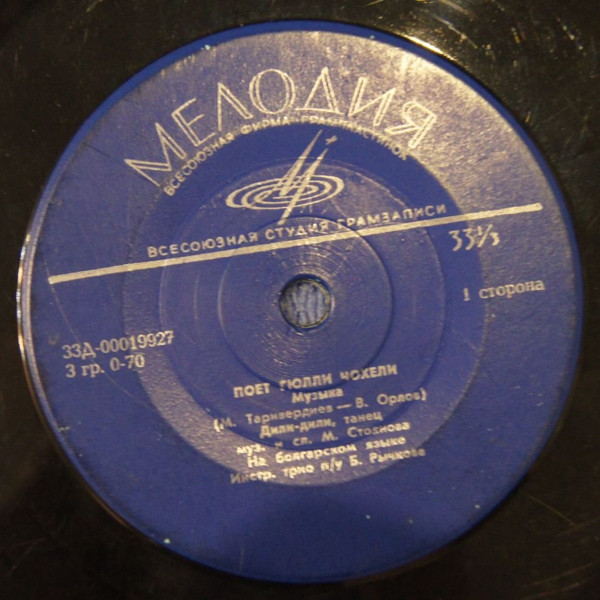 МЕЛОДИЯ
ВСЕСОЮЗНАЯ ФИРМА ГРАМПЛАСТИНОК
ВСЕСОЮЗНАЯ СТУДИЯ ГРАМЗАПИСИ
33⅓
1 сторона
33Д-00019927
3 гр. 0-70
ПОЕТ ГЮЛЛИ ЧОХЕЛИ
Музыка
(М. Таривердиев — В. Орлов)
Дили-дили, танец
муз. и сл. М. Стоянова
На болгарском языке
Инстр. трио п/у Б. Рычкова